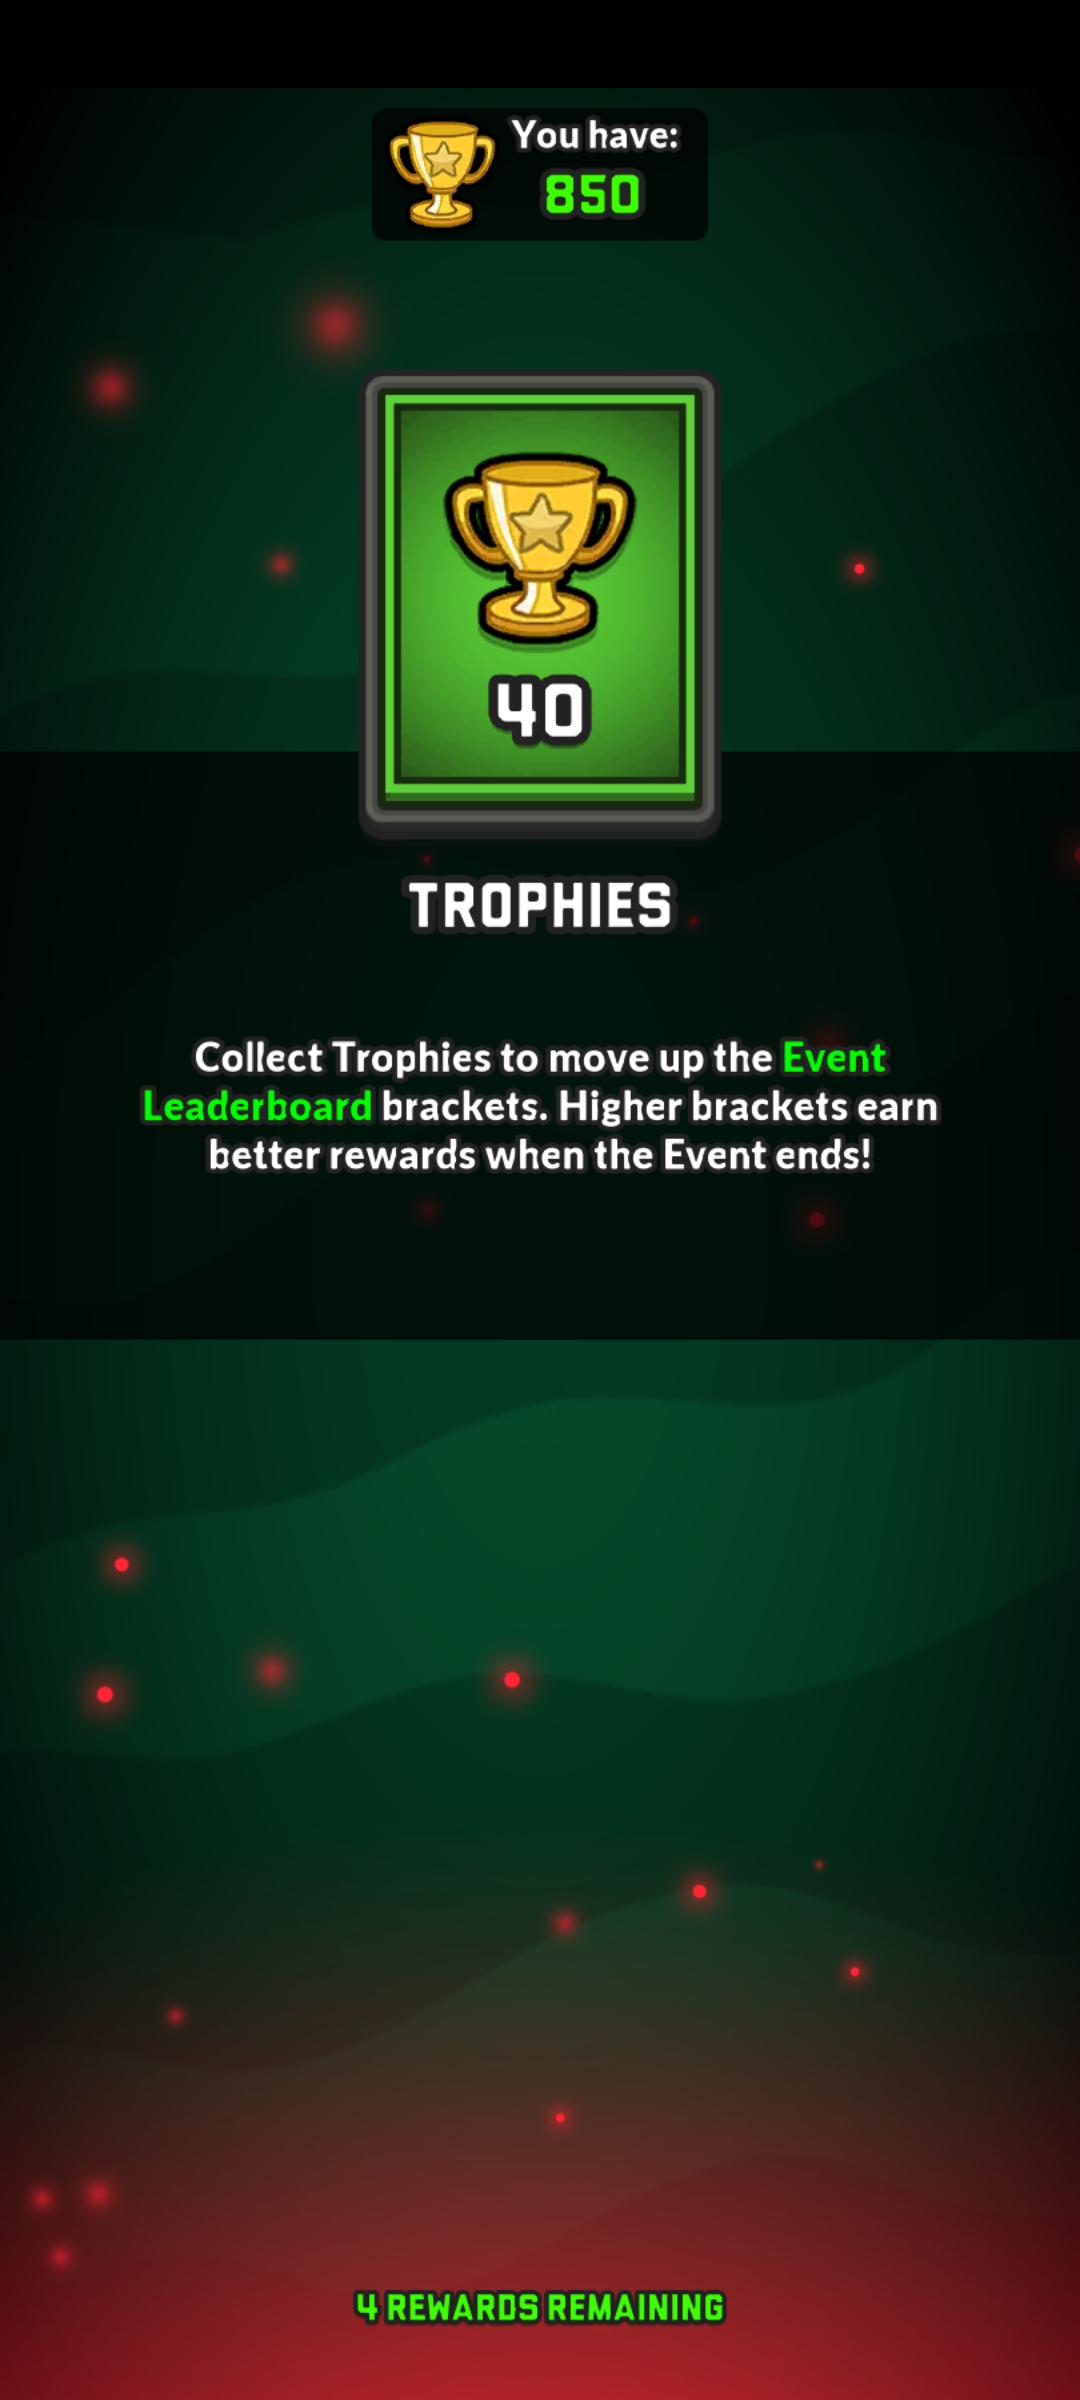 You have:
850
40
TROPHIES
Collect Trophies to move up the Event
Leaderboard brackets. Higher brackets earn
better rewards when the Event ends!
4 REWARDS REMAINING